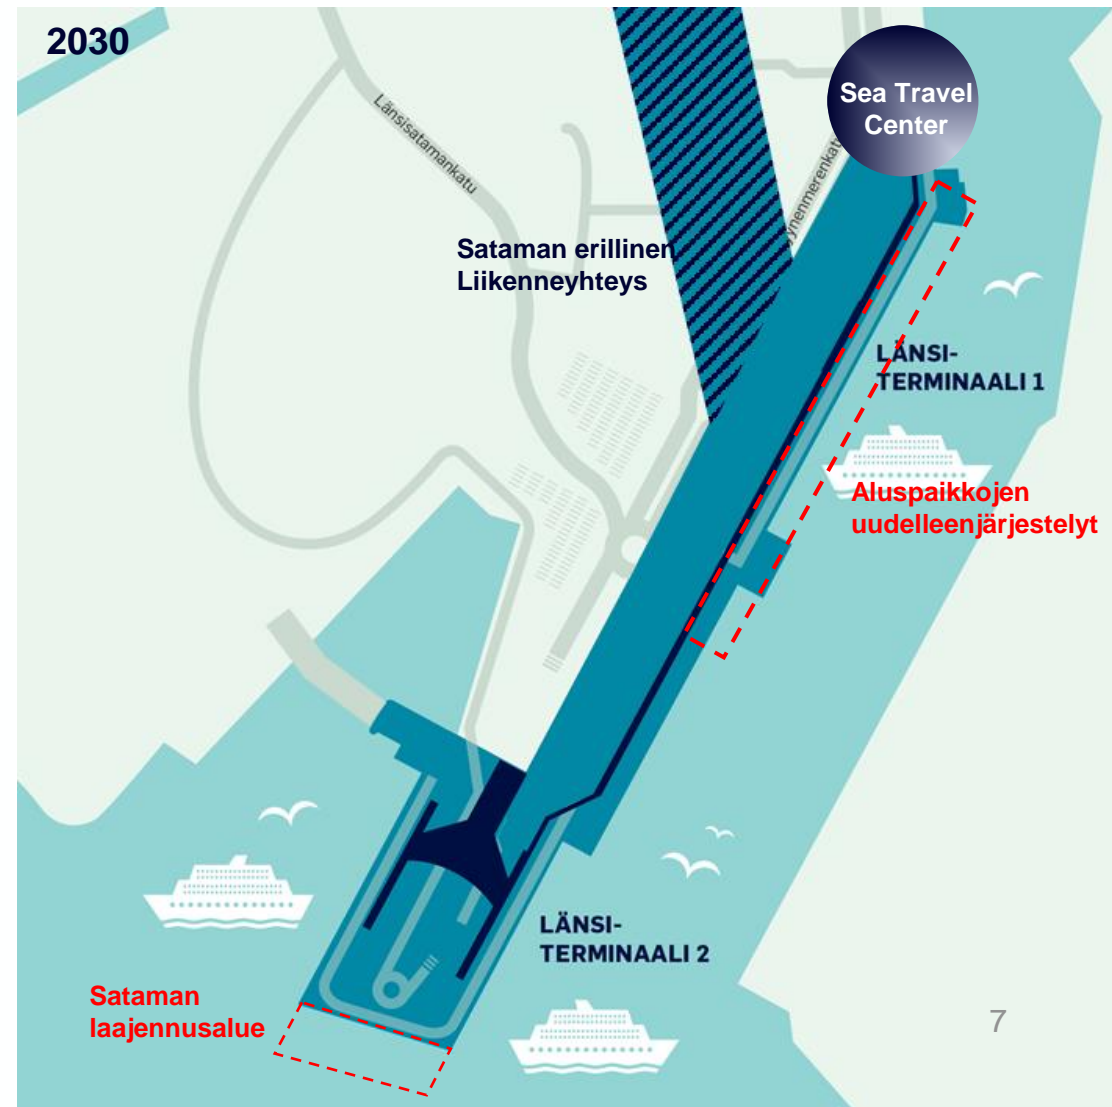 2030
Sea Travel
Center
Länsisatamankatu
yynenmerenkatu
Sataman erillinen
Liikenneyhteys
LÄNSI-
TERMINAALI 1
Aluspaikkojen
uudelleenjärjestelyt
LÄNSI-
TERMINAALI 2
Sataman
laajennusalue
7